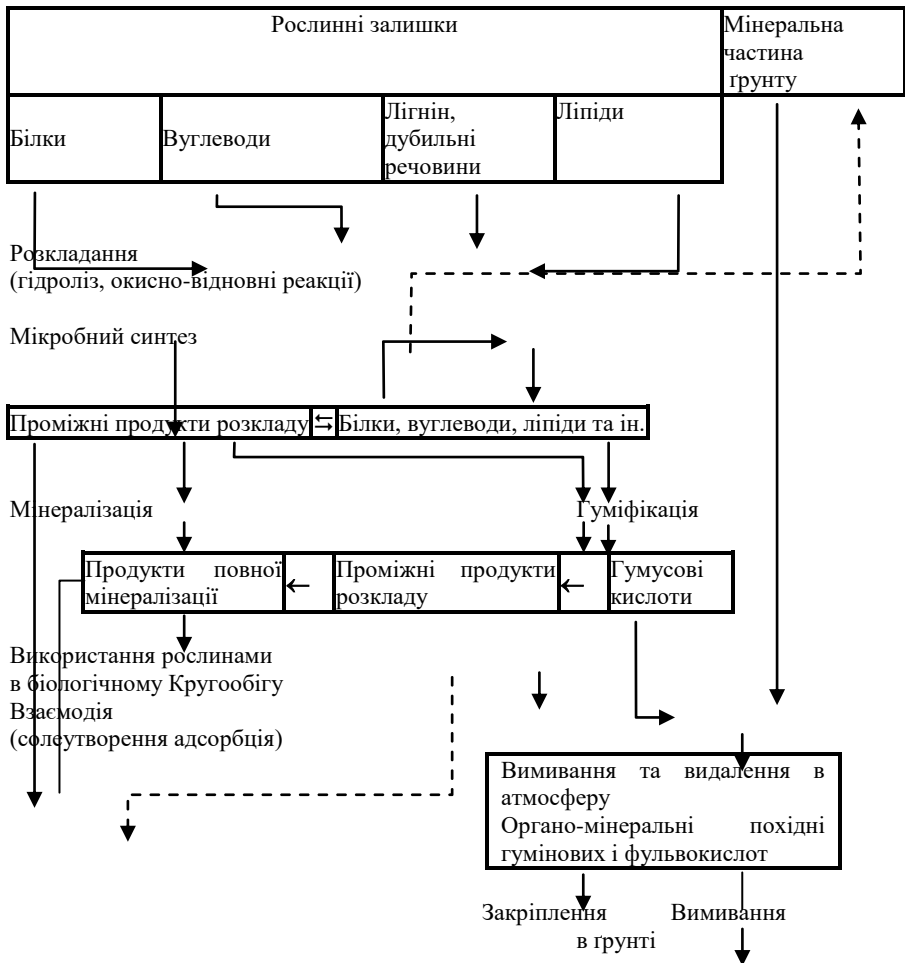 Рослинні залишки
Мінеральна
частина
ґрунту
Білки
Вуглеводи
Лігнін,
дубильні
речовини
Ліпіди
Розкладання
(гідроліз, окисно-відновні реакції)
Мікробний синтез
Проміжні продукти розкладу ⇆ Білки, вуглеводи, ліпіди та ін.
Мінералізація
Гуміфікація
Продукти повної
мінералізації
←
Проміжні продукти
розкладу
←
Гумусові
кислоти
Використання рослинами
в біологічному Кругообігу
Взаємодія
(солеутворення адсорбція)
Вимивання та видалення в
атмосферу
Органо-мінеральні похідні
гумінових і фульвокислот
Закріплення
в ґрунті
Вимивання